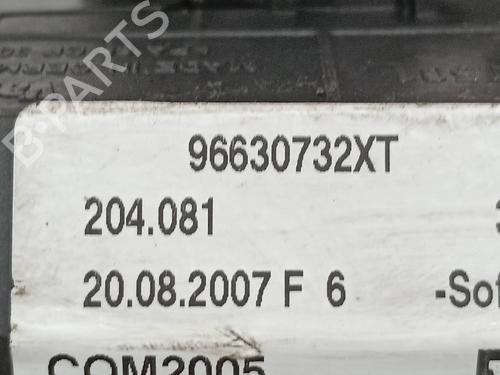 B-PARTS
96630732XT
204.081
20.08.2007 F 6 -Sof
COM2005